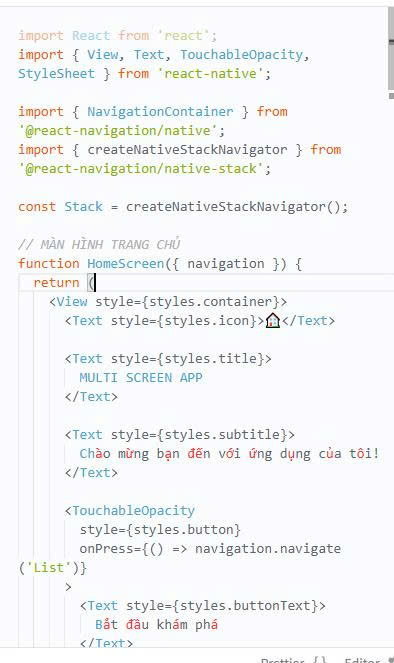 import React from 'react';
import { View, Text, TouchableOpacity,
StyleSheet } from 'react-native';
import { NavigationContainer } from
'@react-navigation/native';
import { createNativeStackNavigator } from
'@react-navigation/native-stack';
const Stack = createNativeStackNavigator();
// MÀN HÌNH TRANG CHỦ
function HomeScreen({ navigation }) {
return (
<View style={styles.container}>
<Text style={styles.icon}>🏠</Text>
<Text style={styles.title}>
MULTI SCREEN APP
</Text>
<Text style={styles.subtitle}>
Chào mừng bạn đến với ứng dụng của tôi!
</Text>
<TouchableOpacity
style={styles.button}
onPress={() => navigation.navigate
('List')}
>
<Text style={styles.buttonText}>
Bắt đầu khám phá
</Text>
Prettier {} Editor